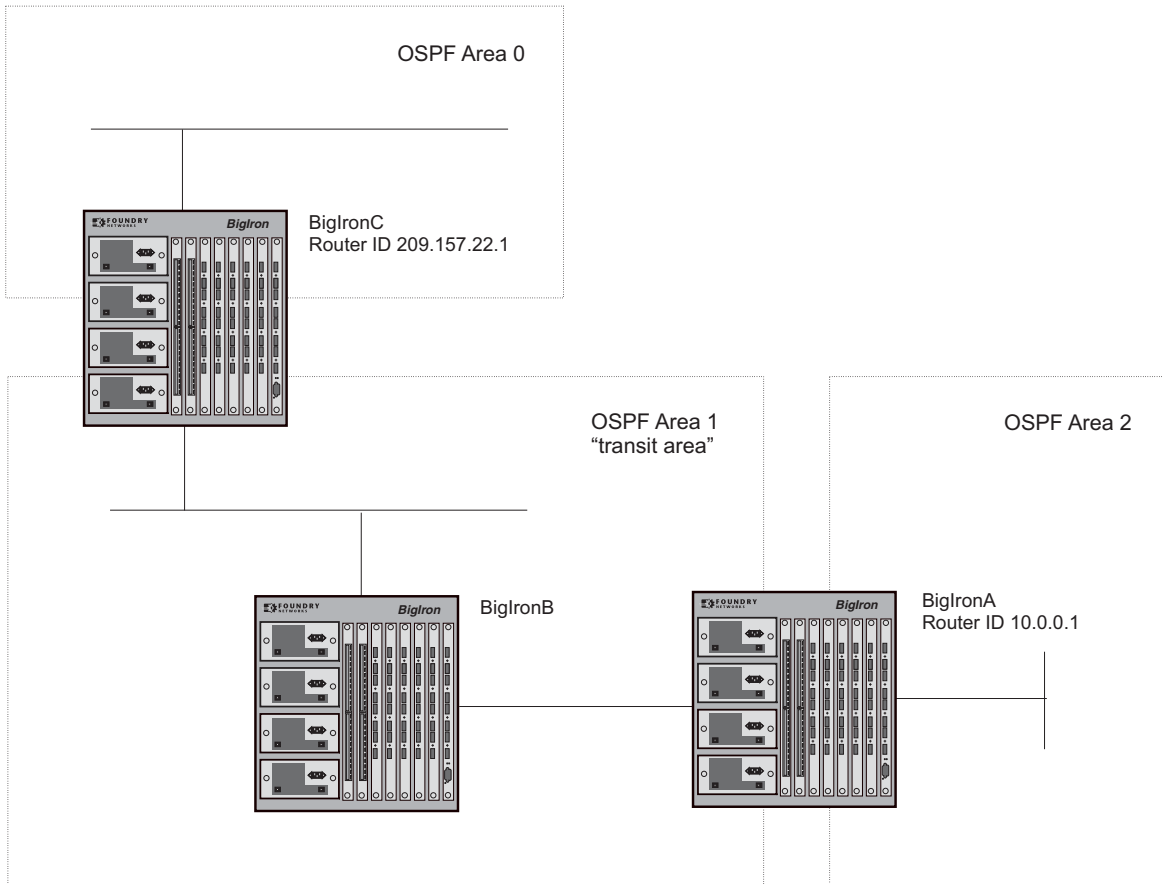 OSPF Area 0
FOUNDRY
NETWORKS
BigIron
BigIronC
Router ID 209.157.22.1
OSPF Area 1
“transit area”
OSPF Area 2
FOUNDRY
NETWORKS
BigIron
BigIronB
FOUNDRY
NETWORKS
BigIron
BigIronA
Router ID 10.0.0.1